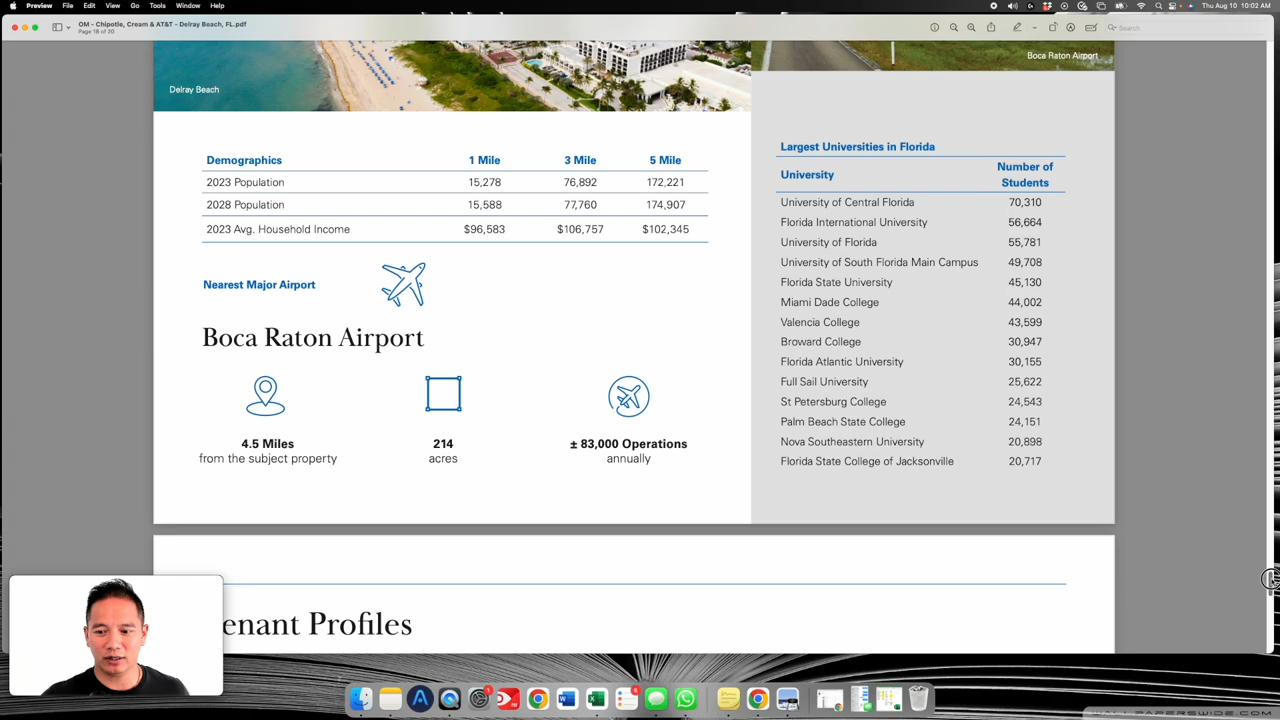 Preview File Edit View Go Tools Window Help
Thu Aug 10 10:02 AM
OM - Chipotle, Cream & AT&T - Delray Beach, FL.pdf
Page 18 of 20
Search
Delray Beach
Boca Raton Airport
Demographics 1 Mile 3 Mile 5 Mile
2023 Population 15,278 76,892 172,221
2028 Population 15,588 77,760 174,907
2023 Avg. Household Income $96,583 $106,757 $102,345
Nearest Major Airport
Boca Raton Airport
4.5 Miles
from the subject property
214
acres
± 83,000 Operations
annually
Largest Universities in Florida
University Number of Students
University of Central Florida 70,310
Florida International University 56,664
University of Florida 55,781
University of South Florida Main Campus 49,708
Florida State University 45,130
Miami Dade College 44,002
Valencia College 43,599
Broward College 30,947
Florida Atlantic University 30,155
Full Sail University 25,622
St Petersburg College 24,543
Palm Beach State College 24,151
Nova Southeastern University 20,898
Florida State College of Jacksonville 20,717
enant Profiles